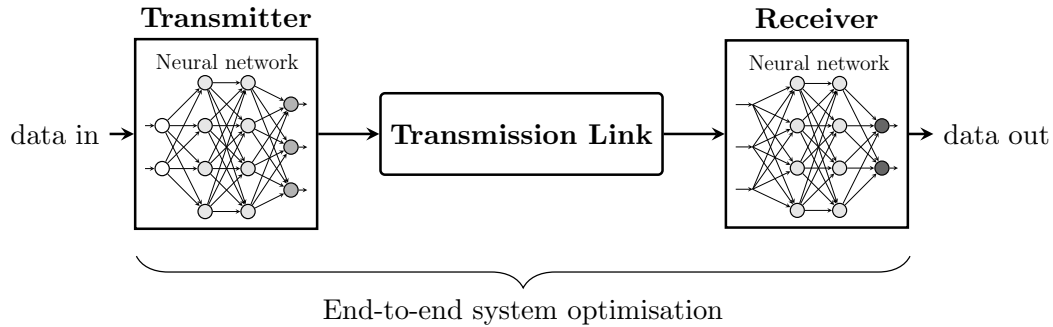 Transmitter
Receiver
Neural network
Neural network
data in
Transmission Link
data out
End-to-end system optimisation